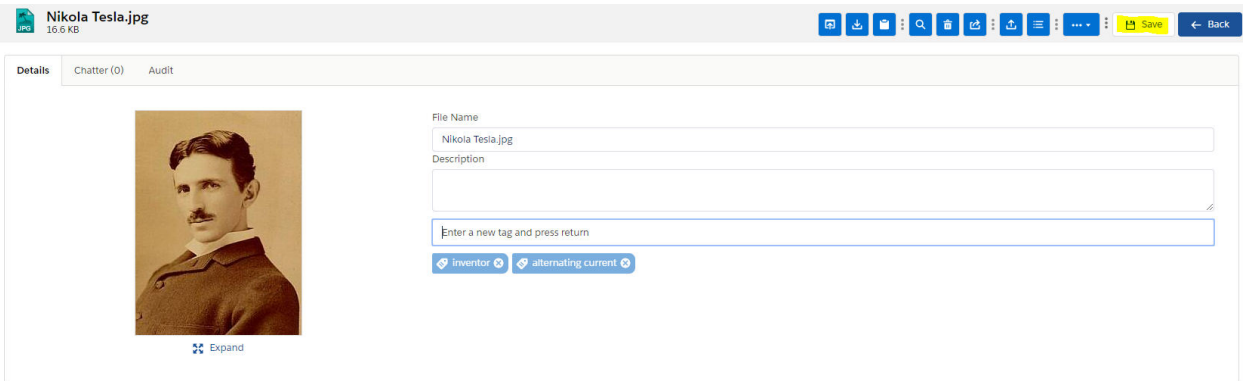 Nikola Tesla.jpg
JPG
16.6 KB
Save
Back
Details
Chatter (0)
Audit
File Name
Nikola Tesla.jpg
Description
Enter a new tag and press return
inventor
alternating current
Expand